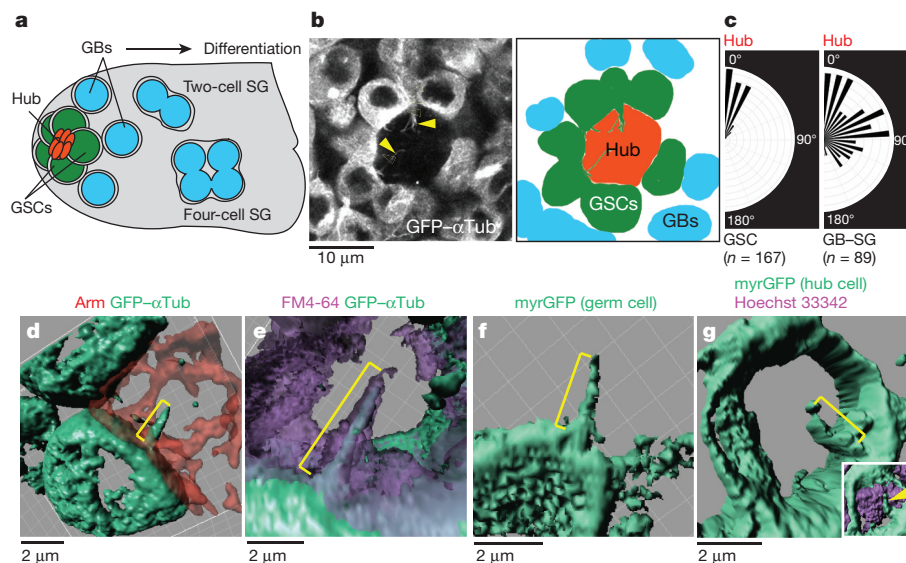 a
GBs
Differentiation
Two-cell SG
Hub
GSCs
Four-cell SG
b
GFP–αTub
10 μm
Hub
GSCs
GBs
c
Hub
Hub
0°
0°
90°
90°
180°
180°
GSC
GB–SG
(n = 167)
(n = 89)
Arm GFP–αTub
d
2 μm
FM4-64 GFP–αTub
e
2 μm
myrGFP (germ cell)
f
2 μm
myrGFP (hub cell)
Hoechst 33342
g
2 μm